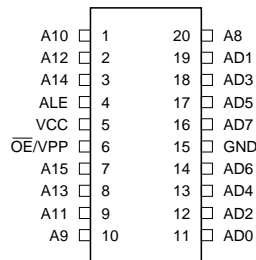 A10 1 20 A8
A12 2 19 AD1
A14 3 18 AD3
ALE 4 17 AD5
VCC 5 16 AD7
O̅E̅/VPP 6 15 GND
A15 7 14 AD6
A13 8 13 AD4
A11 9 12 AD2
A9 10 11 AD0